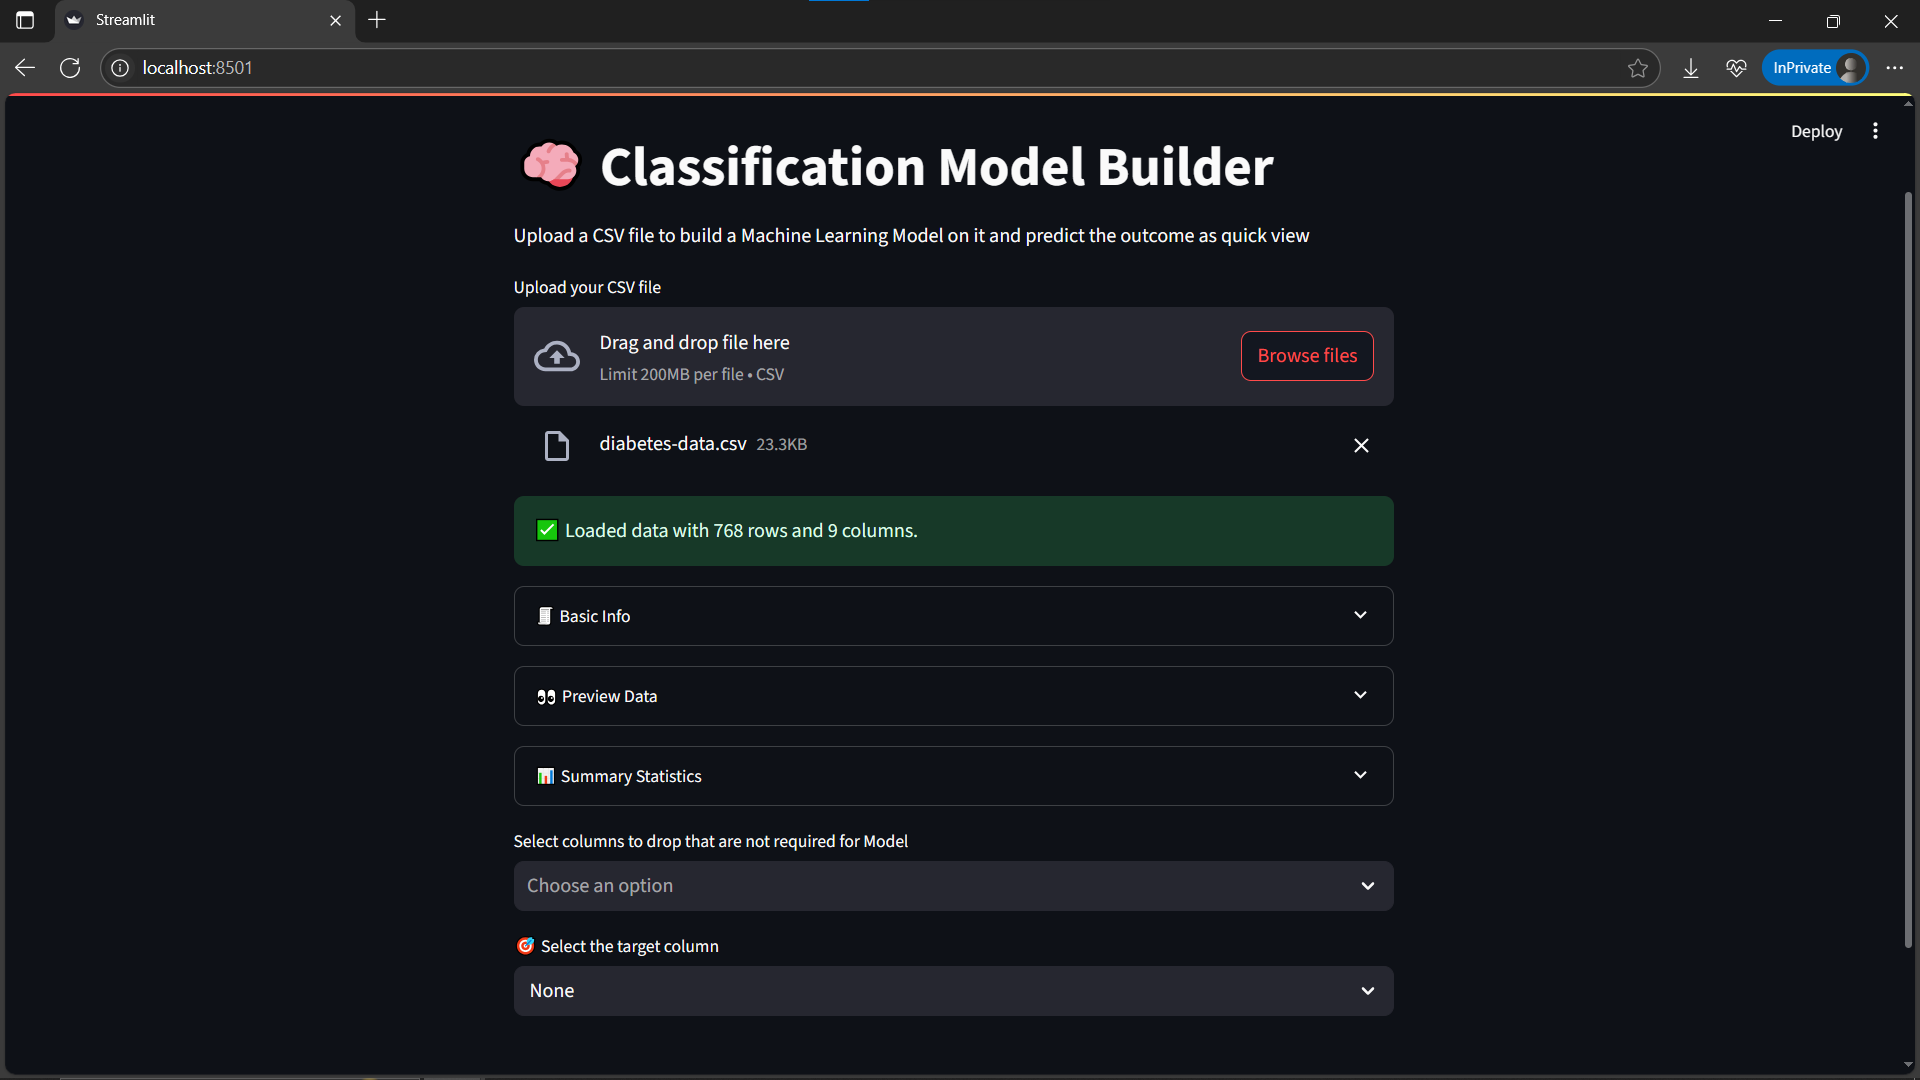 Streamlit
localhost:8501
InPrivate
Deploy
🧠 Classification Model Builder
Upload a CSV file to build a Machine Learning Model on it and predict the outcome as quick view
Upload your CSV file
Drag and drop file here
Limit 200MB per file • CSV
Browse files
diabetes-data.csv 23.3KB
✅ Loaded data with 768 rows and 9 columns.
🧾 Basic Info
👀 Preview Data
📊 Summary Statistics
Select columns to drop that are not required for Model
Choose an option
🎯 Select the target column
None